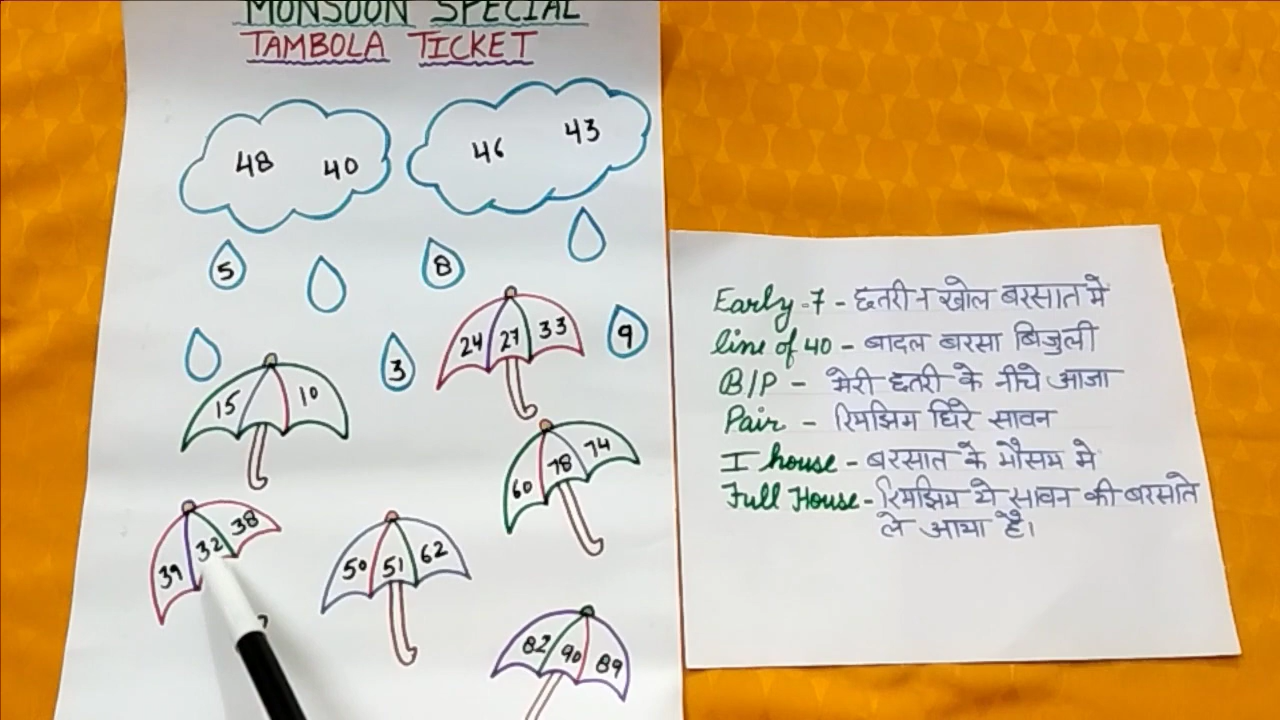 MONSOON SPECIAL
TAMBOLA TICKET
48 40
46 43
5
8
24 27 33
9
3
15 10
60 78 74
39 32 38
50 51 62
82 90 89
Early-7 - छतरी न खोल बरसात मे
line of 40 - बादल बरसा बिजुली
B/P - मेरी छतरी के नीचे आजा
Pair - रिमझिम घिरे सावन
I house - बरसात के मौसम मे
Full House - रिमझिम ये सावन की बरसाते
ले आया है।